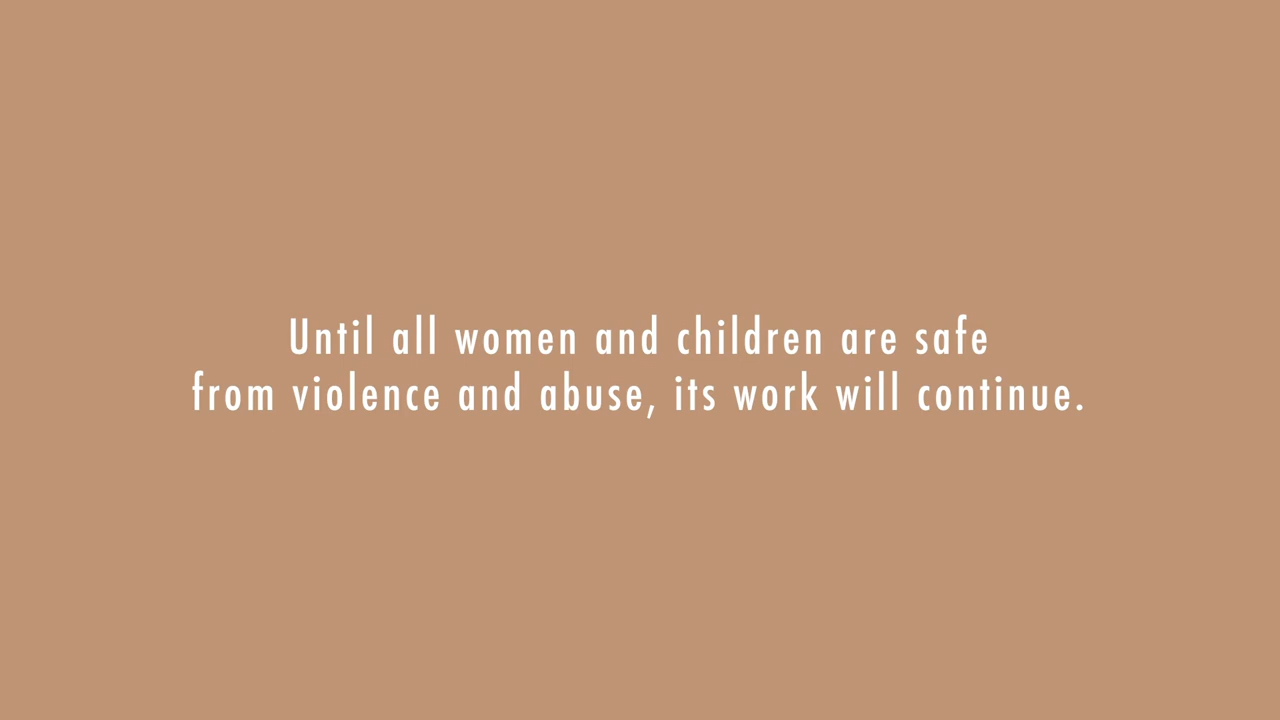 Until all women and children are safe
from violence and abuse, its work will continue.